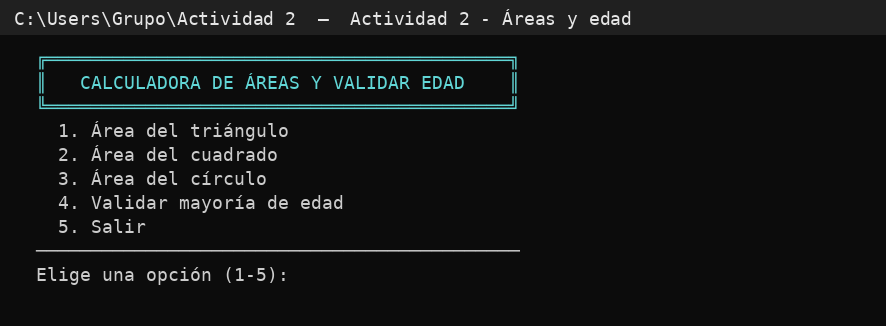 C:\Users\Grupo\Actividad 2  —  Actividad 2 - Áreas y edad
CALCULADORA DE ÁREAS Y VALIDAR EDAD
1. Área del triángulo
2. Área del cuadrado
3. Área del círculo
4. Validar mayoría de edad
5. Salir
Elige una opción (1-5):